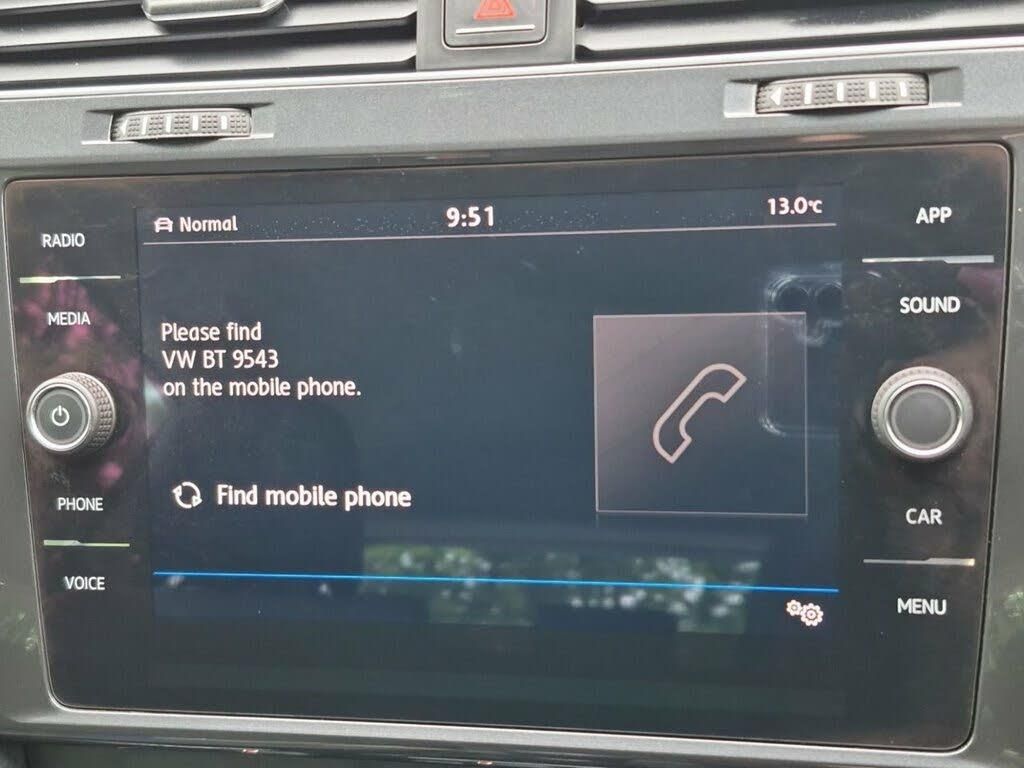 Normal
9:51
13.0°C
RADIO
MEDIA
PHONE
VOICE
Please find
VW BT 9543
on the mobile phone.
Find mobile phone
APP
SOUND
CAR
MENU